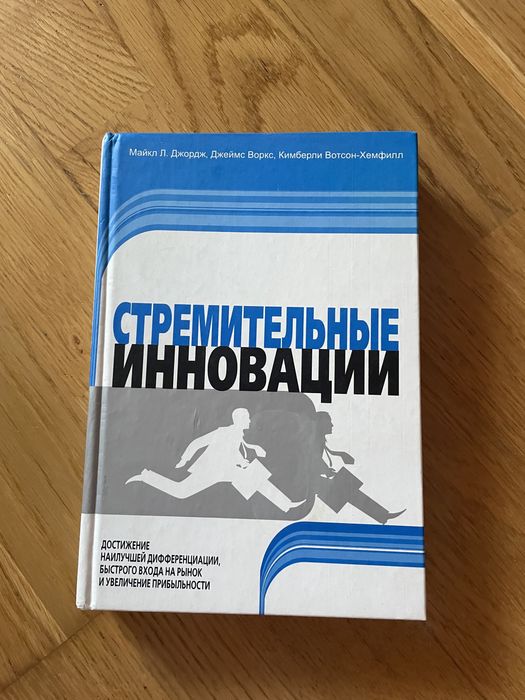 Майкл Л. Джордж, Джеймс Воркс, Кимберли Вотсон-Хемфилл
СТРЕМИТЕЛЬНЫЕ
ИННОВАЦИИ
ДОСТИЖЕНИЕ
НАИЛУЧШЕЙ ДИФФЕРЕНЦИАЦИИ,
БЫСТРОГО ВХОДА НА РЫНОК
И УВЕЛИЧЕНИЕ ПРИБЫЛЬНОСТИ